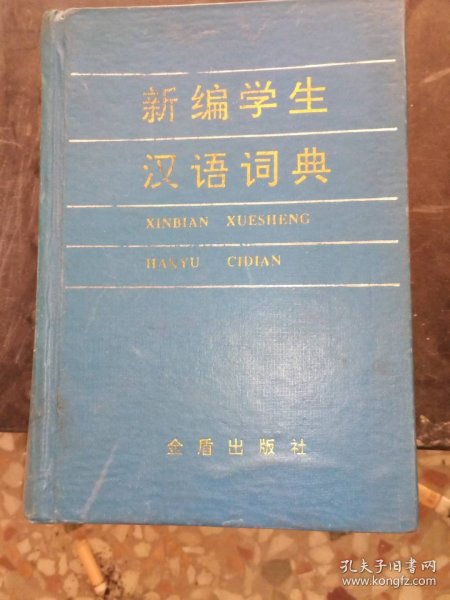 新编学生
汉语词典
XINBIAN XUESHENG
HANYU CIDIAN
金盾出版社
孔夫子旧书网
www.kongfz.com